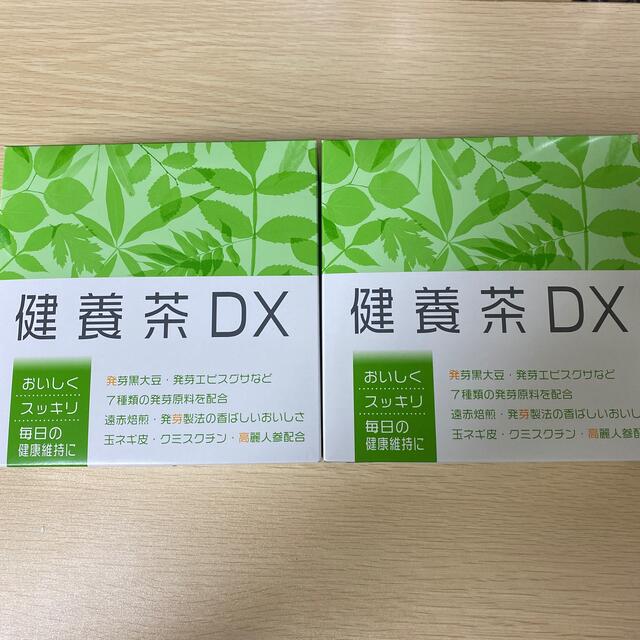 健養茶DX
おいしく
スッキリ
毎日の
健康維持に
発芽黒大豆・発芽エビスグサなど
7種類の発芽原料を配合
遠赤焙煎・発芽製法の香ばしいおいしさ
玉ネギ皮・クミスクチン・高麗人参配合
健養茶DX
おいしく
スッキリ
毎日の
健康維持に
発芽黒大豆・発芽エビスグサなど
7種類の発芽原料を配合
遠赤焙煎・発芽製法の香ばしいおいし
玉ネギ皮・クミスクチン・高麗人参配